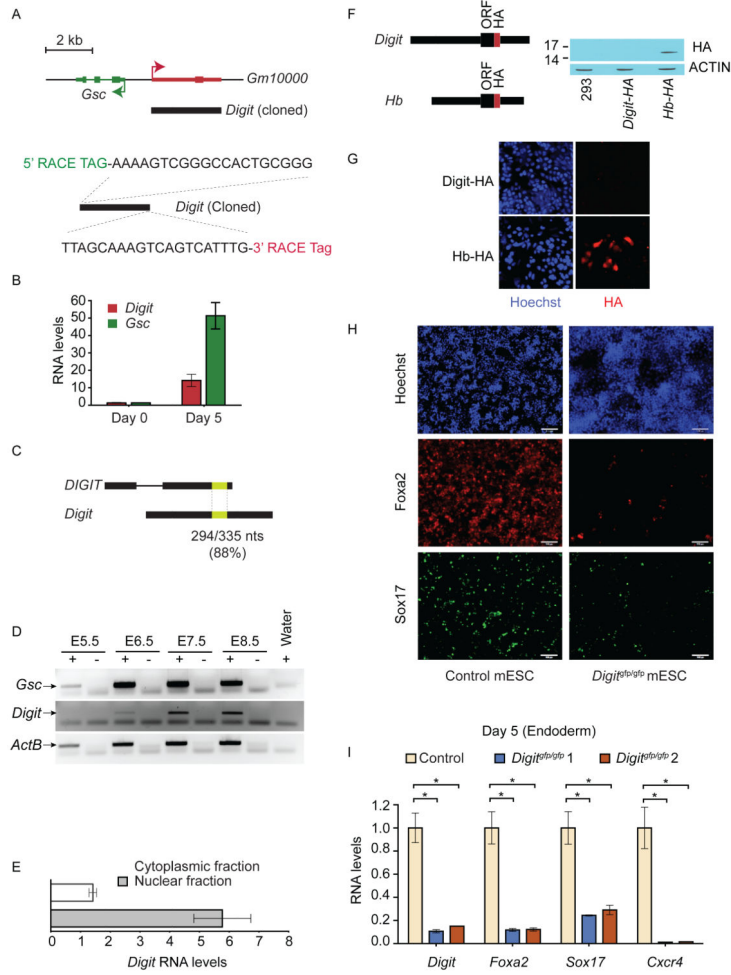 A
2 kb
Gsc
Gm10000
Digit (cloned)
5' RACE TAG-AAAAGTCGGGCCACTGCGGG
Digit (Cloned)
TTAGCAAAGTCAGTCATTTG-3' RACE Tag
B
RNA levels
60
50
40
30
20
10
0
Digit
Gsc
Day 0
Day 5
C
DIGIT
Digit
294/335 nts
(88%)
D
E5.5
E6.5
E7.5
E8.5
Water
+ - + - + - + - +
Gsc
Digit
ActB
E
Cytoplasmic fraction
Nuclear fraction
0 1 2 3 4 5 6 7 8
Digit RNA levels
F
Digit
ORF
HA
Hb
ORF
HA
17
14
HA
ACTIN
293
Digit-HA
Hb-HA
G
Digit-HA
Hb-HA
Hoechst
HA
H
Hoechst
Foxa2
Sox17
Control mESC
Digitgfp/gfp mESC
I
Day 5 (Endoderm)
Control
Digitgfp/gfp 1
Digitgfp/gfp 2
RNA levels
1.2
1.0
0.8
0.6
0.4
0.2
0.0
* * * * * * * *
Digit
Foxa2
Sox17
Cxcr4